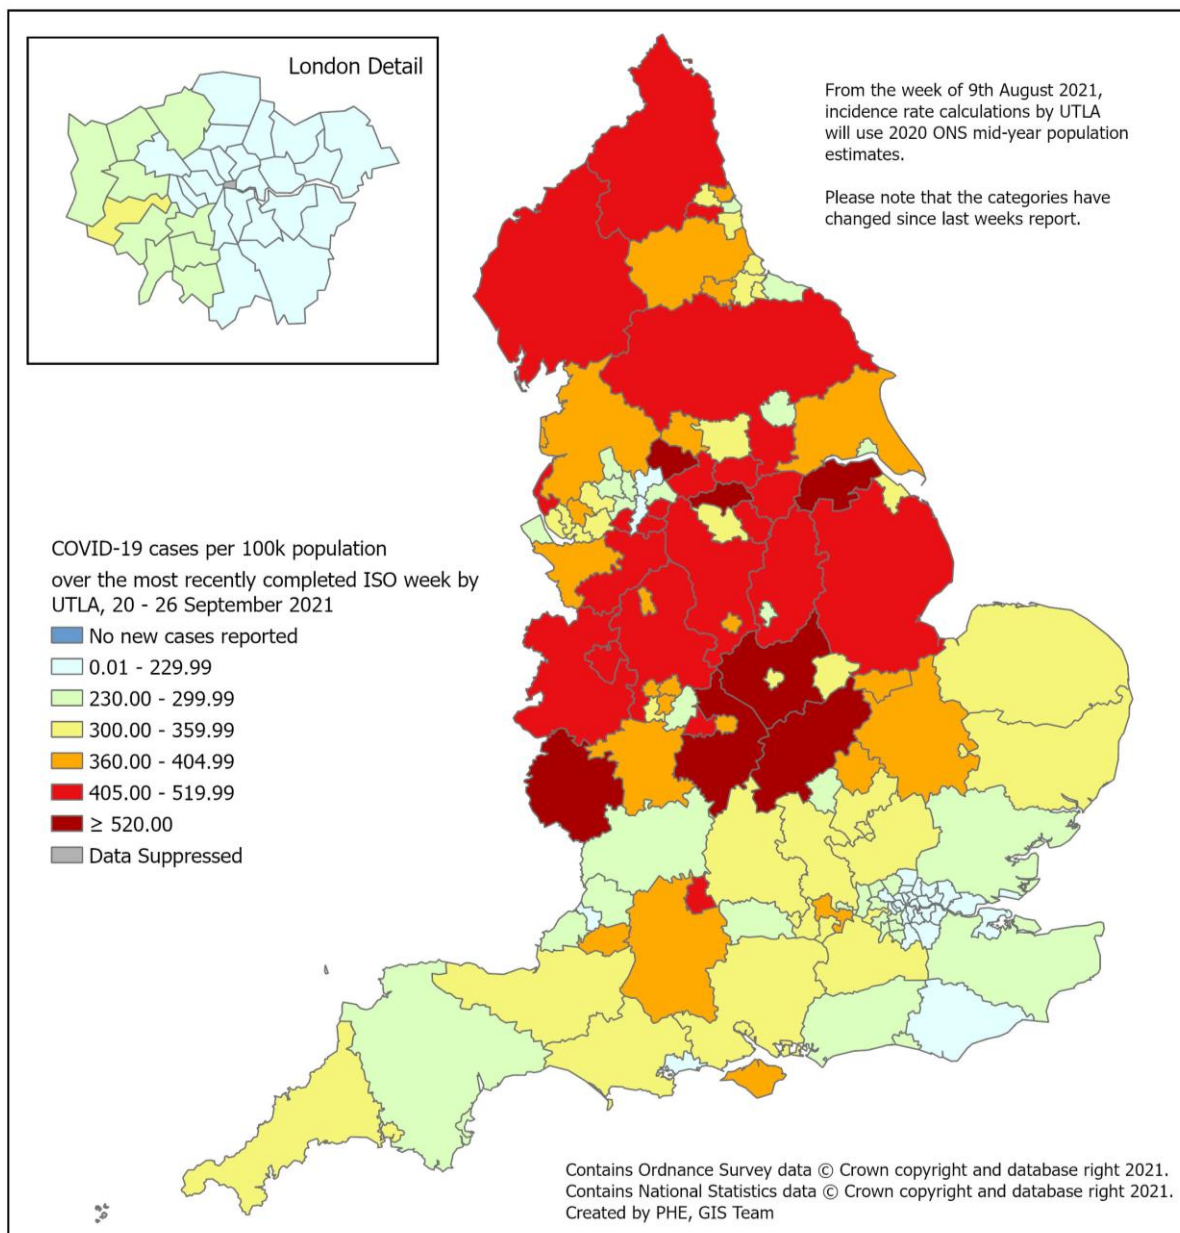 London Detail
From the week of 9th August 2021,
incidence rate calculations by UTLA
will use 2020 ONS mid-year population
estimates.
Please note that the categories have
changed since last weeks report.
COVID-19 cases per 100k population
over the most recently completed ISO week by
UTLA, 20 - 26 September 2021
No new cases reported
0.01 - 229.99
230.00 - 299.99
300.00 - 359.99
360.00 - 404.99
405.00 - 519.99
≥ 520.00
Data Suppressed
Contains Ordnance Survey data © Crown copyright and database right 2021.
Contains National Statistics data © Crown copyright and database right 2021.
Created by PHE, GIS Team